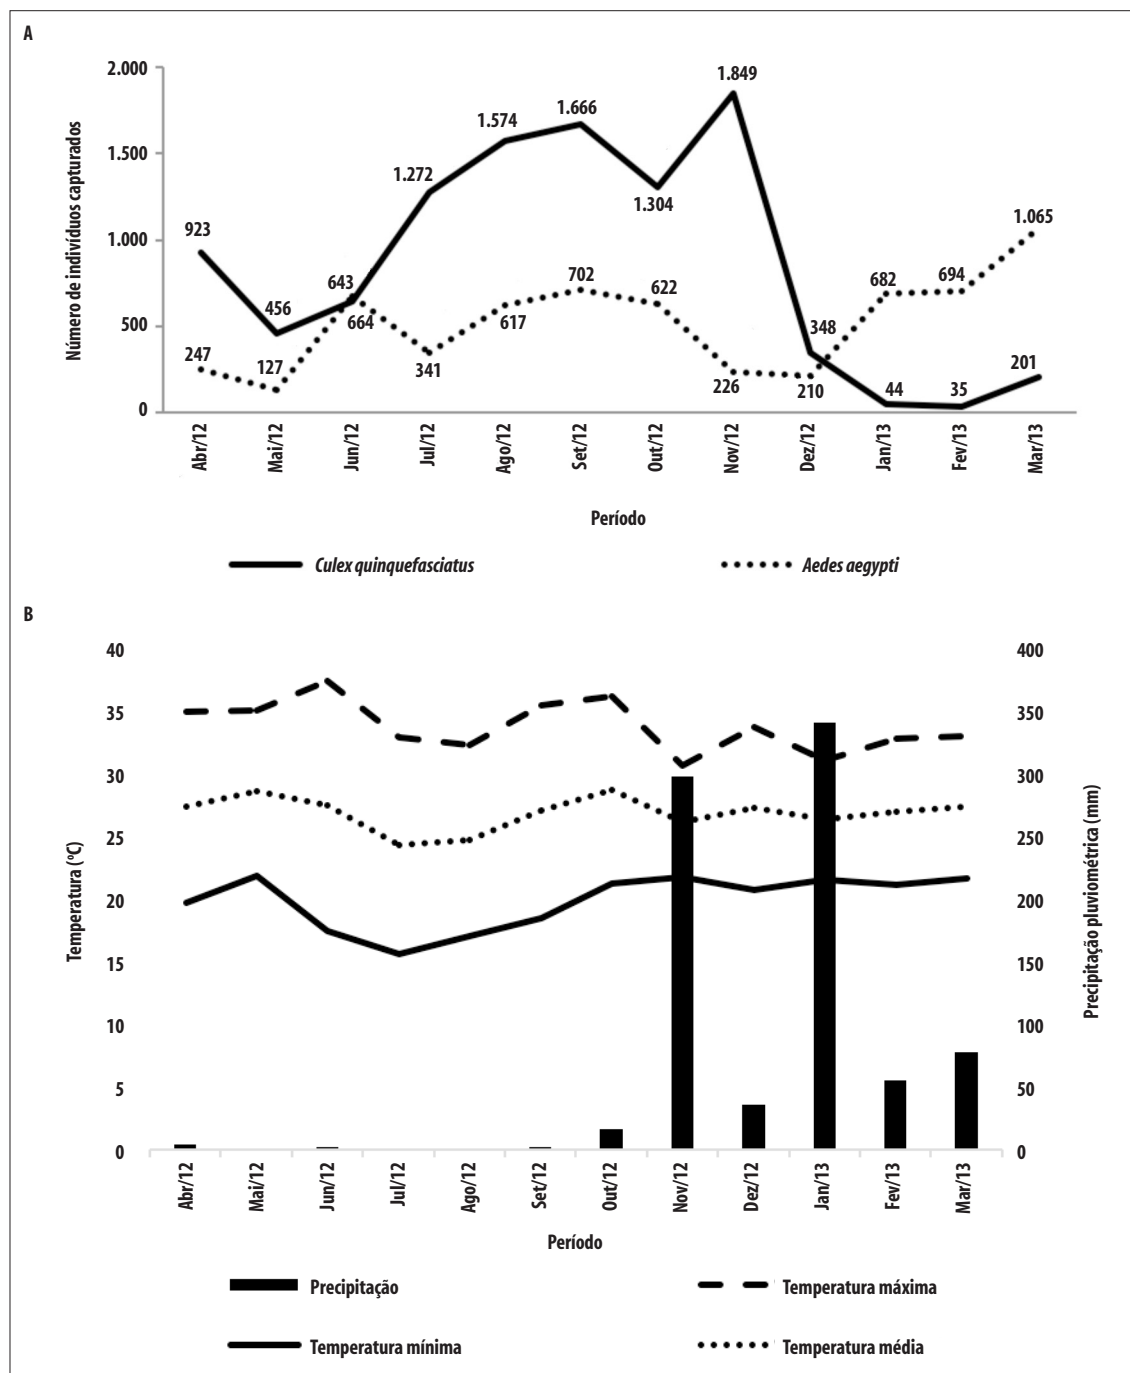 A
2.000
1.500
1.000
500
0
Número de indivíduos capturados
923
456
643
1.272
1.574
1.666
1.304
1.849
348
44
35
201
247
127
664
341
617
702
622
226
210
682
694
1.065
Abr/12
Mai/12
Jun/12
Jul/12
Ago/12
Set/12
Out/12
Nov/12
Dez/12
Jan/13
Fev/13
Mar/13
Período
Culex quinquefasciatus
Aedes aegypti
B
40
35
30
25
20
15
10
5
0
Temperatura (ºC)
400
350
300
250
200
150
100
50
0
Precipitação pluviométrica (mm)
Abr/12
Mai/12
Jun/12
Jul/12
Ago/12
Set/12
Out/12
Nov/12
Dez/12
Jan/13
Fev/13
Mar/13
Período
Precipitação
Temperatura máxima
Temperatura mínima
Temperatura média